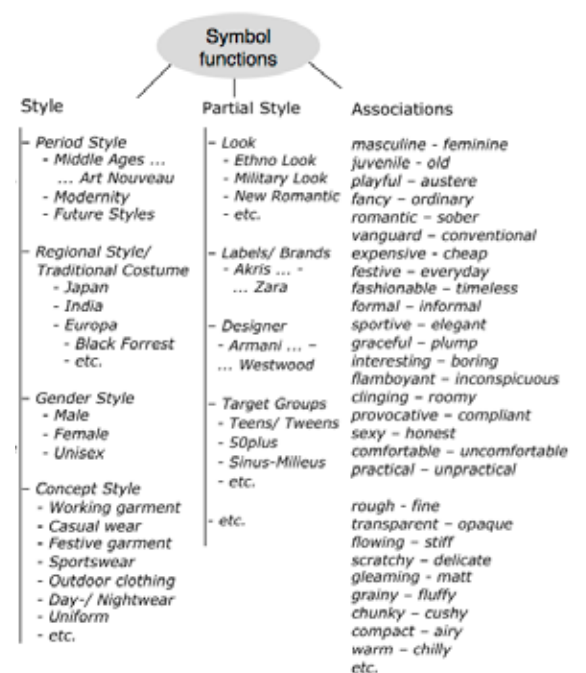 Symbol
functions
Style
– Period Style
- Middle Ages ...
... Art Nouveau
- Modernity
- Future Styles
– Regional Style/
Traditional Costume
- Japan
- India
- Europa
- Black Forrest
- etc.
– Gender Style
- Male
- Female
- Unisex
– Concept Style
- Working garment
- Casual wear
- Festive garment
- Sportswear
- Outdoor clothing
- Day-/ Nightwear
- Uniform
- etc.
Partial Style
– Look
- Ethno Look
- Military Look
- New Romantic
- etc.
– Labels/ Brands
- Akris ... -
... Zara
– Designer
- Armani ... –
... Westwood
– Target Groups
- Teens/ Tweens
- 50plus
- Sinus-Milieus
- etc.
- etc.
Associations
masculine - feminine
juvenile - old
playful – austere
fancy – ordinary
romantic – sober
vanguard – conventional
expensive - cheap
festive – everyday
fashionable – timeless
formal – informal
sportive – elegant
graceful – plump
interesting – boring
flamboyant – inconspicuous
clinging – roomy
provocative – compliant
sexy – honest
comfortable – uncomfortable
practical – unpractical
rough - fine
transparent – opaque
flowing – stiff
scratchy – delicate
gleaming - matt
grainy – fluffy
chunky – cushy
compact – airy
warm – chilly
etc.